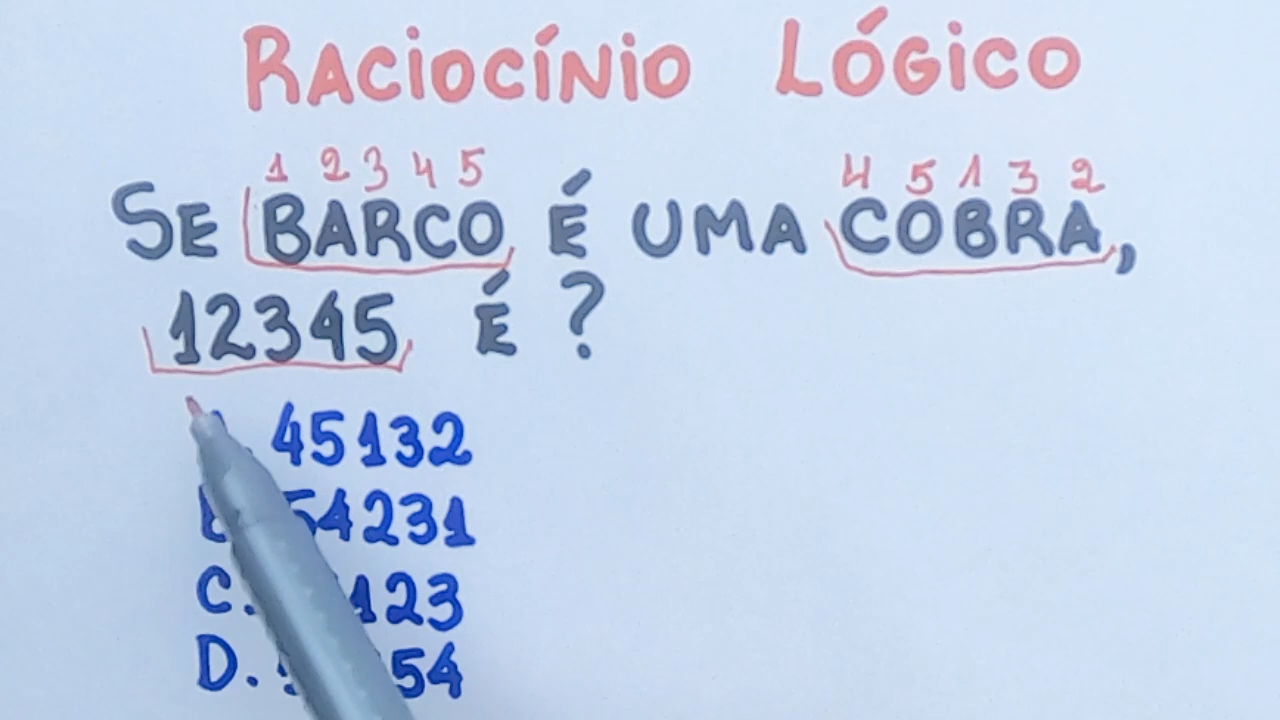 RACIOCÍNIO LÓGICO
1 2 3 4 5 4 5 1 3 2
SE BARCO É UMA COBRA,
12345 É ?
45132
54231
C. 123
D. 54